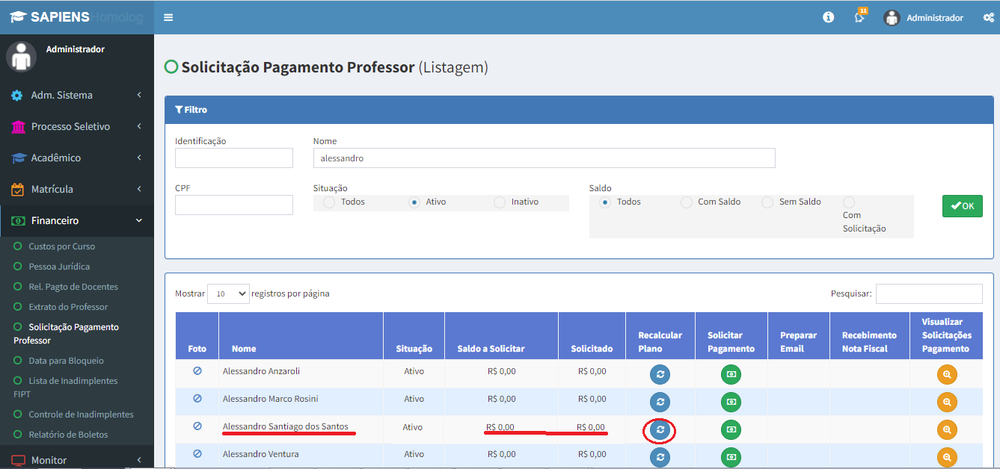 SAPIENSHomolog
11
Administrador
Administrador
Adm. Sistema
Processo Seletivo
Acadêmico
Matrícula
Financeiro
Custos por Curso
Pessoa Jurídica
Rel. Pagto de Docentes
Extrato do Professor
Solicitação Pagamento
Professor
Data para Bloqueio
Lista de Inadimplentes
FIPT
Controle de Inadimplentes
Relatório de Boletos
Monitor
Solicitação Pagamento Professor (Listagem)
Filtro
Identificação Nome
alessandro
CPF Situação Saldo
Todos Ativo Inativo Todos Com Saldo Sem Saldo
Com
Solicitação
OK
Mostrar 10 registros por página Pesquisar:
Foto Nome Situação Saldo a Solicitar Solicitado Recalcular Plano Solicitar Pagamento Preparar Email Recebimento Nota Fiscal Visualizar Solicitações Pagamento
Alessandro Anzaroli Ativo R$ 0,00 R$ 0,00
Alessandro Marco Rosini Ativo R$ 0,00 R$ 0,00
Alessandro Santiago dos Santos Ativo R$ 0,00 R$ 0,00
Alessandro Ventura Ativo R$ 0,00 R$ 0,00